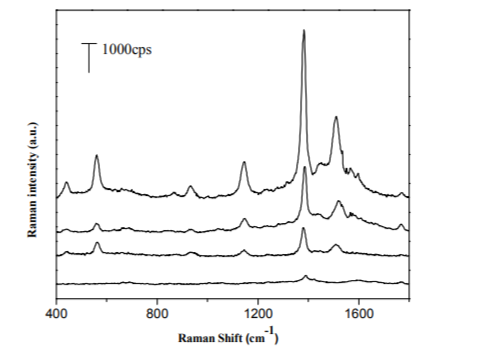 1000cps
Raman intensity (a.u.)
400 800 1200 1600
Raman Shift (cm⁻¹)